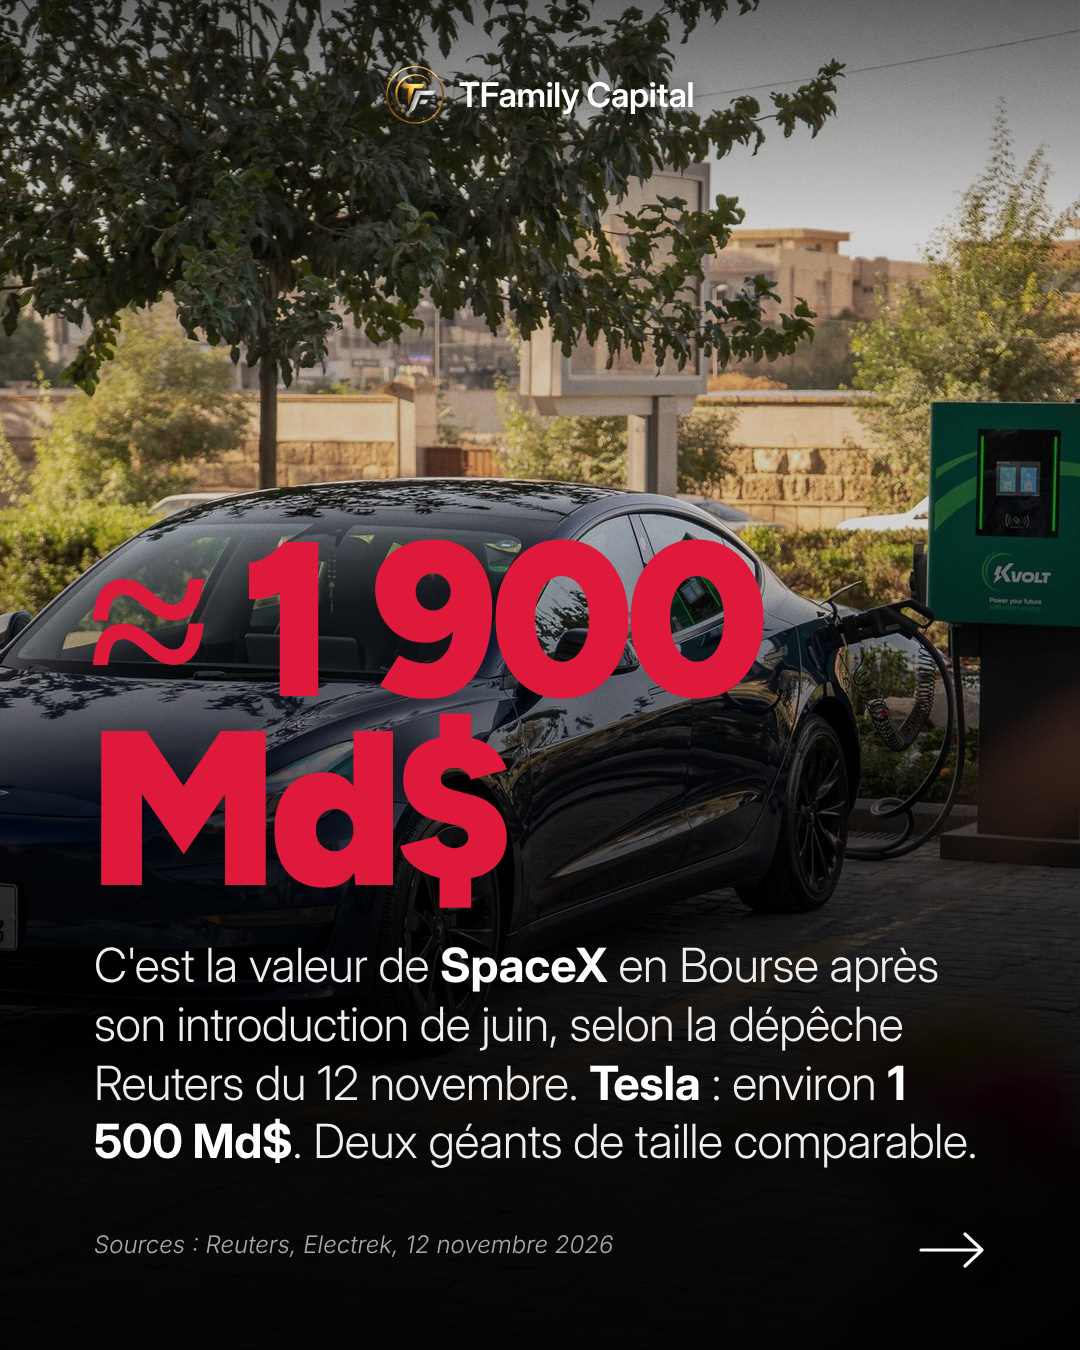 TFamily Capital
KVOLT
Power your future
≈ 1 900
Md$
C'est la valeur de SpaceX en Bourse après
son introduction de juin, selon la dépêche
Reuters du 12 novembre. Tesla : environ 1
500 Md$. Deux géants de taille comparable.
Sources : Reuters, Electrek, 12 novembre 2026